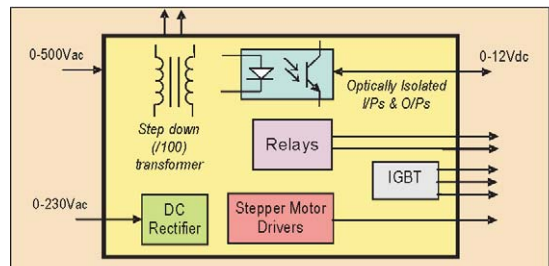 0-500Vac
0-12Vdc
Optically Isolated
I/Ps & O/Ps
Step down
(/100)
transformer
Relays
IGBT
0-230Vac
DC
Rectifier
Stepper Motor
Drivers